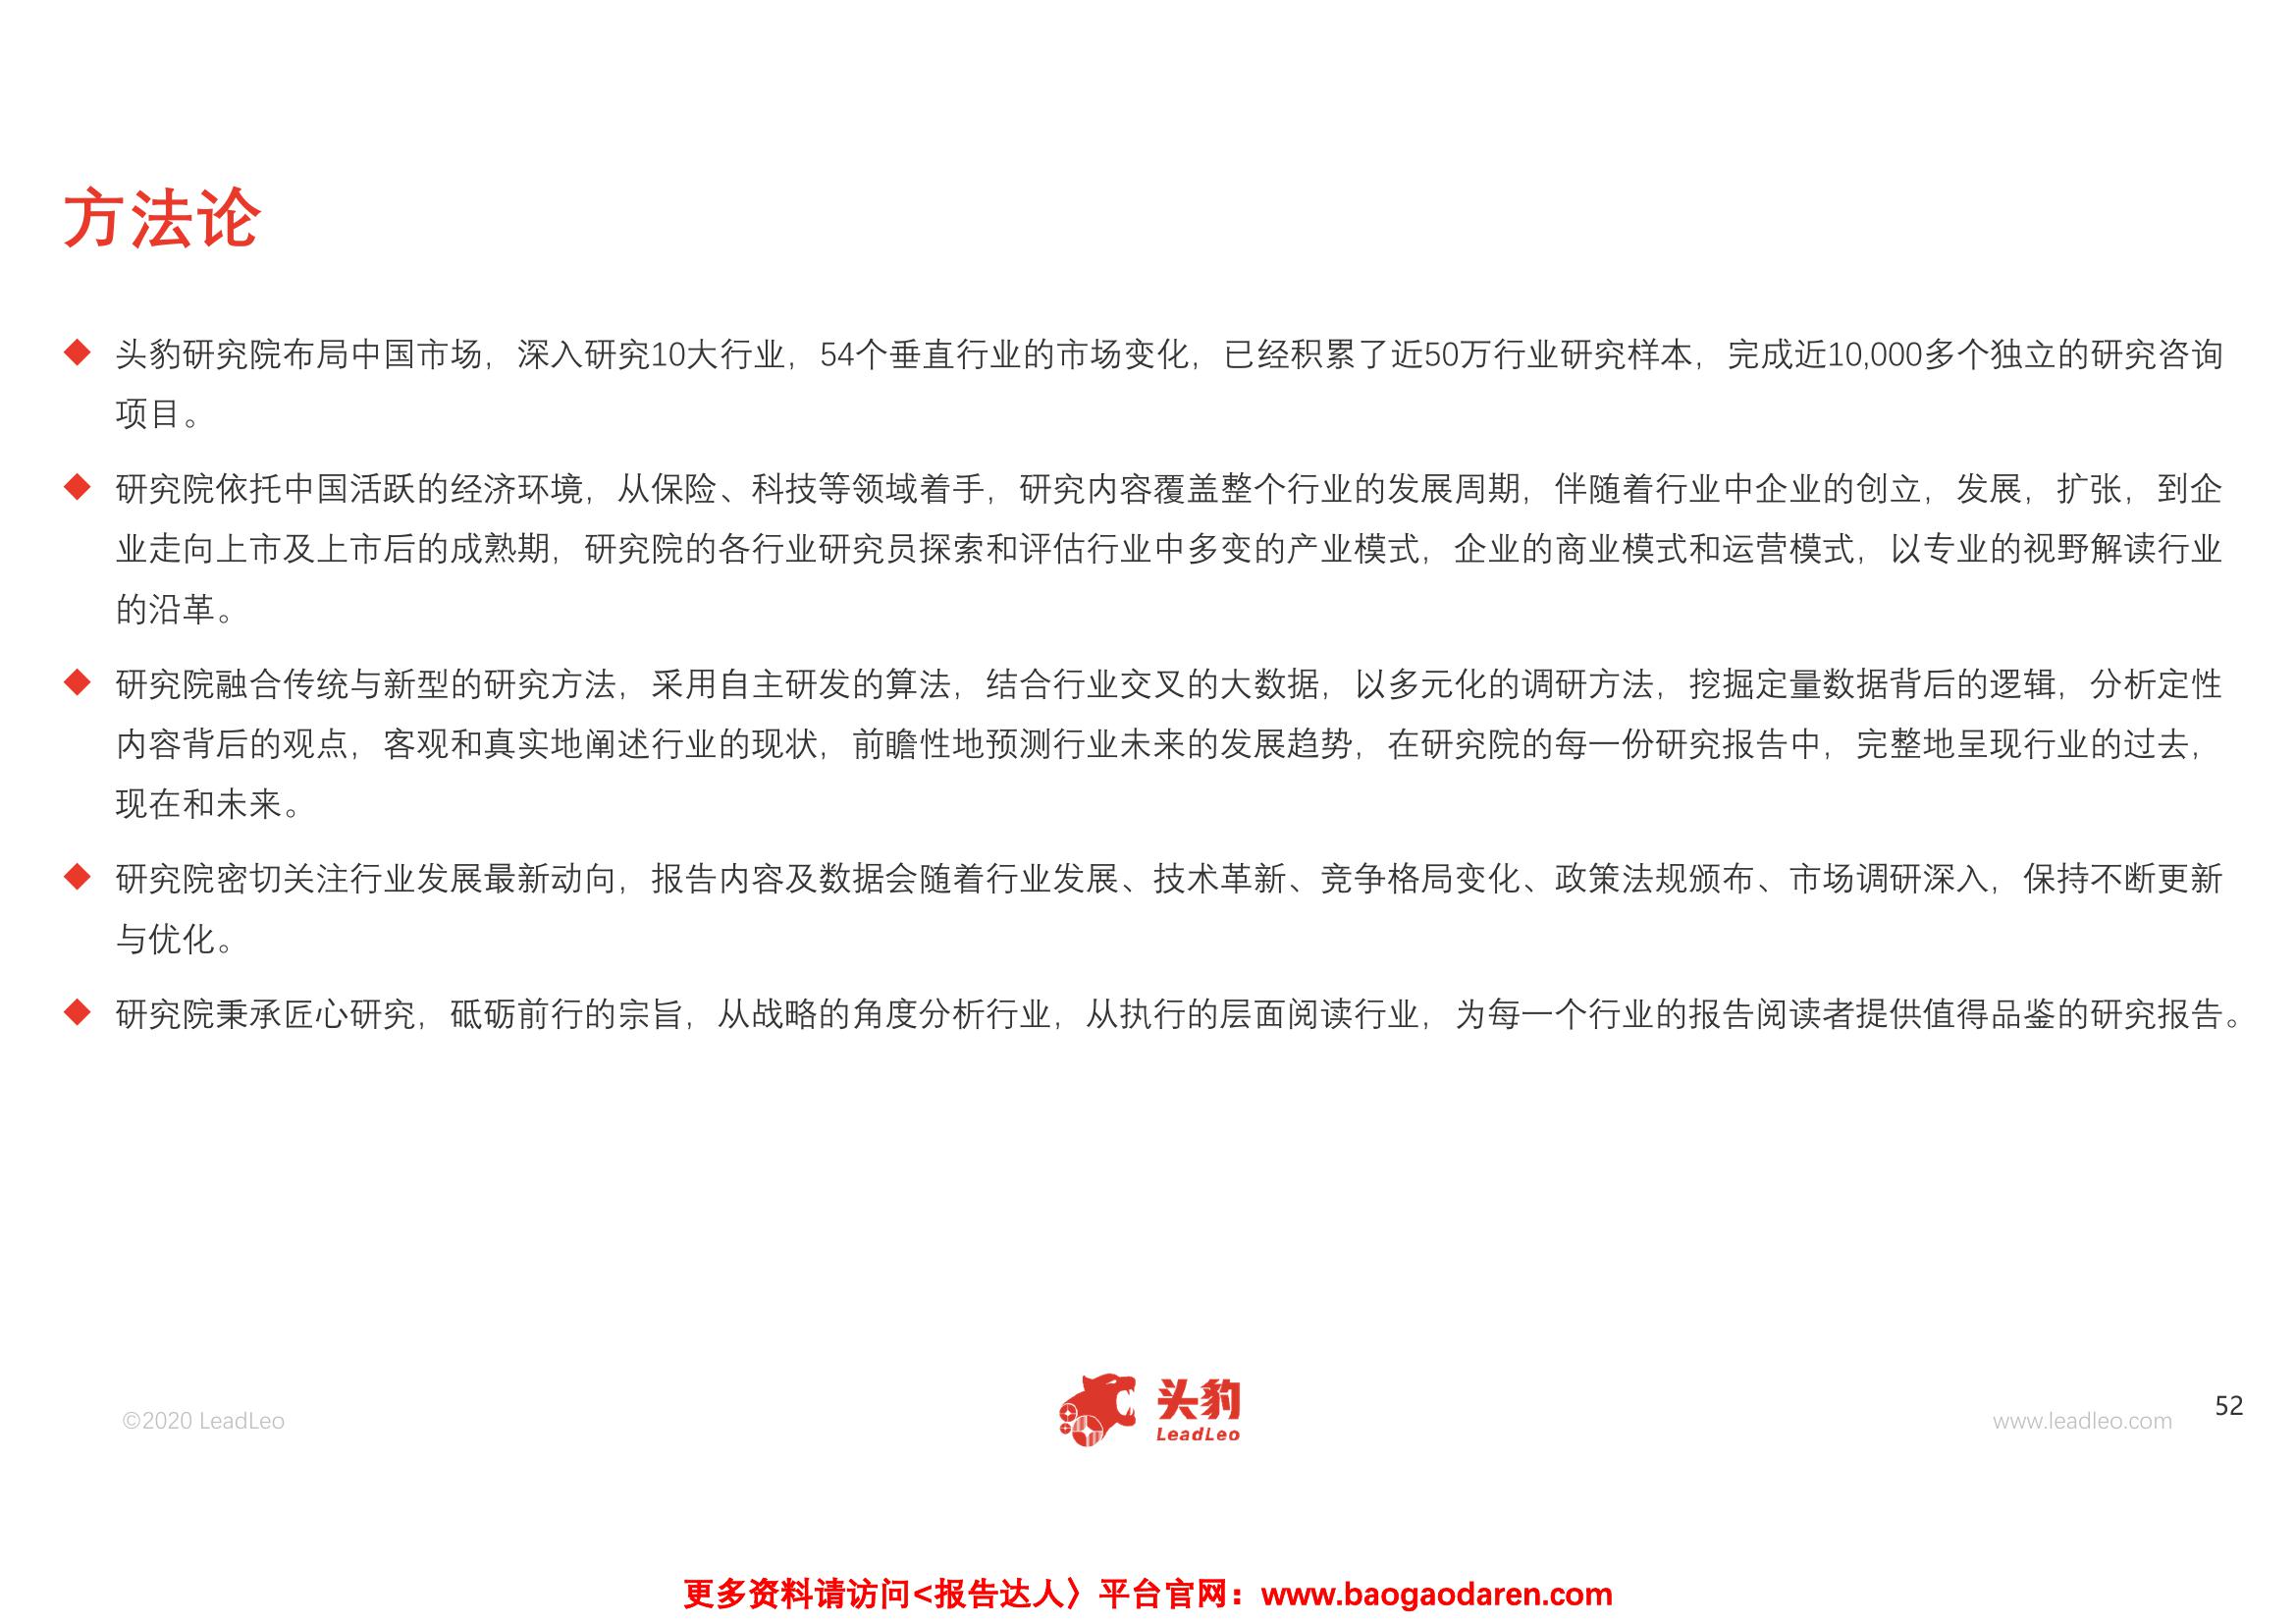 方法论
◆ 头豹研究院布局中国市场，深入研究10大行业，54个垂直行业的市场变化，已经积累了近50万行业研究样本，完成近10,000多个独立的研究咨询
项目。
◆ 研究院依托中国活跃的经济环境，从保险、科技等领域着手，研究内容覆盖整个行业的发展周期，伴随着行业中企业的创立，发展，扩张，到企
业走向上市及上市后的成熟期，研究院的各行业研究员探索和评估行业中多变的产业模式，企业的商业模式和运营模式，以专业的视野解读行业
的沿革。
◆ 研究院融合传统与新型的研究方法，采用自主研发的算法，结合行业交叉的大数据，以多元化的调研方法，挖掘定量数据背后的逻辑，分析定性
内容背后的观点，客观和真实地阐述行业的现状，前瞻性地预测行业未来的发展趋势，在研究院的每一份研究报告中，完整地呈现行业的过去，
现在和未来。
◆ 研究院密切关注行业发展最新动向，报告内容及数据会随着行业发展、技术革新、竞争格局变化、政策法规颁布、市场调研深入，保持不断更新
与优化。
◆ 研究院秉承匠心研究，砥砺前行的宗旨，从战略的角度分析行业，从执行的层面阅读行业，为每一个行业的报告阅读者提供值得品鉴的研究报告。
©2020 LeadLeo
头豹
LeadLeo
www.leadleo.com
52
更多资料请访问<报告达人〉平台官网：www.baogaodaren.com